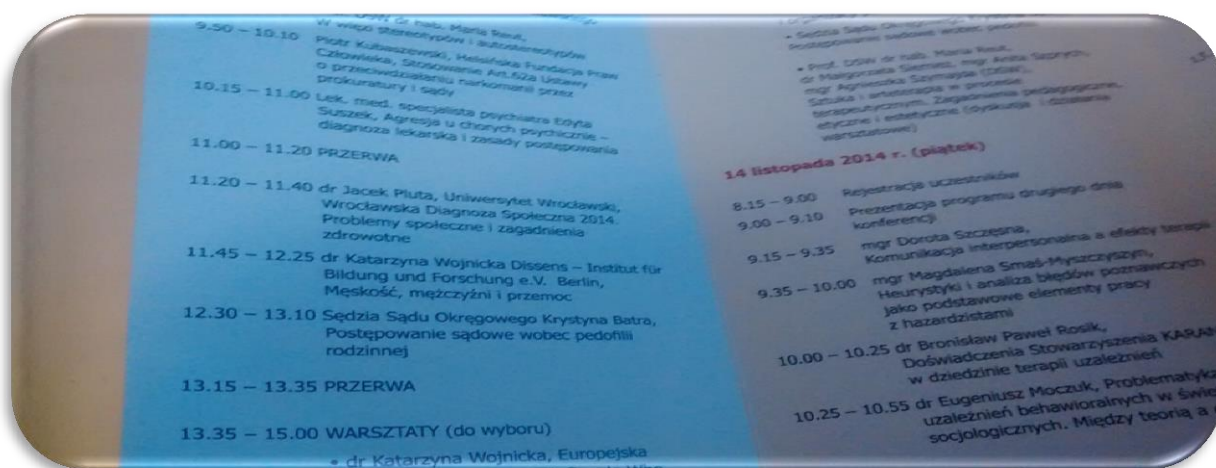 dr hab. Maria Reut,
W więzi stereotypów i autostereotypów
9.50 – 10.10 Piotr Kubaszewski, Helsińska Fundacja Praw
Człowieka, Stosowanie Art.62a Ustawy
o przeciwdziałaniu narkomanii przez
prokuratury i sądy
10.15 – 11.00 Lek. med. specjalista psychiatra Edyta
Suszek, Agresja u chorych psychicznie –
diagnoza lekarska i zasady postępowania
11.00 – 11.20 PRZERWA
11.20 – 11.40 dr Jacek Pluta, Uniwersytet Wrocławski,
Wrocławska Diagnoza Społeczna 2014.
Problemy społeczne i zagadnienia
zdrowotne
11.45 – 12.25 dr Katarzyna Wojnicka Dissens – Institut für
Bildung und Forschung e.V. Berlin,
Męskość, mężczyźni i przemoc
12.30 – 13.10 Sędzia Sądu Okręgowego Krystyna Batra,
Postępowanie sądowe wobec pedofilii
rodzinnej
13.15 – 13.35 PRZERWA
13.35 – 15.00 WARSZTATY (do wyboru)
• dr Katarzyna Wojnicka, Europejska
• Sędzia Sądu Okręgowego Krystyna
Postępowanie sądowe wobec pedofilii
• Prof. DSW dr hab. Maria Reut,
dr Małgorzata mgr Anita
mgr Agnieszka Szymajda (DSW),
Sztuka i arteterapia w procesie
terapeutycznym. Zagadnienia pedagogiczne,
etyczne i estetyczne (dyskusja i działania
warsztatowe)
14 listopada 2014 r. (piątek)
8.15 – 9.00 Rejestracja uczestników
9.00 – 9.10 Prezentacja programu drugiego dnia
konferencji
9.15 – 9.35 mgr Dorota Szczęsna,
Komunikacja interpersonalna a efekty terapii
9.35 – 10.00 mgr Magdalena Smaś-Myszczyszyn,
Heurystyki i analiza błędów poznawczych
jako podstawowe elementy pracy
z hazardzistami
10.00 – 10.25 dr Bronisław Paweł Rosik,
Doświadczenia Stowarzyszenia KARAN
w dziedzinie terapii uzależnień
10.25 – 10.55 dr Eugeniusz Moczuk, Problematyka
uzależnień behawioralnych w świe
socjologicznych. Między teorią a